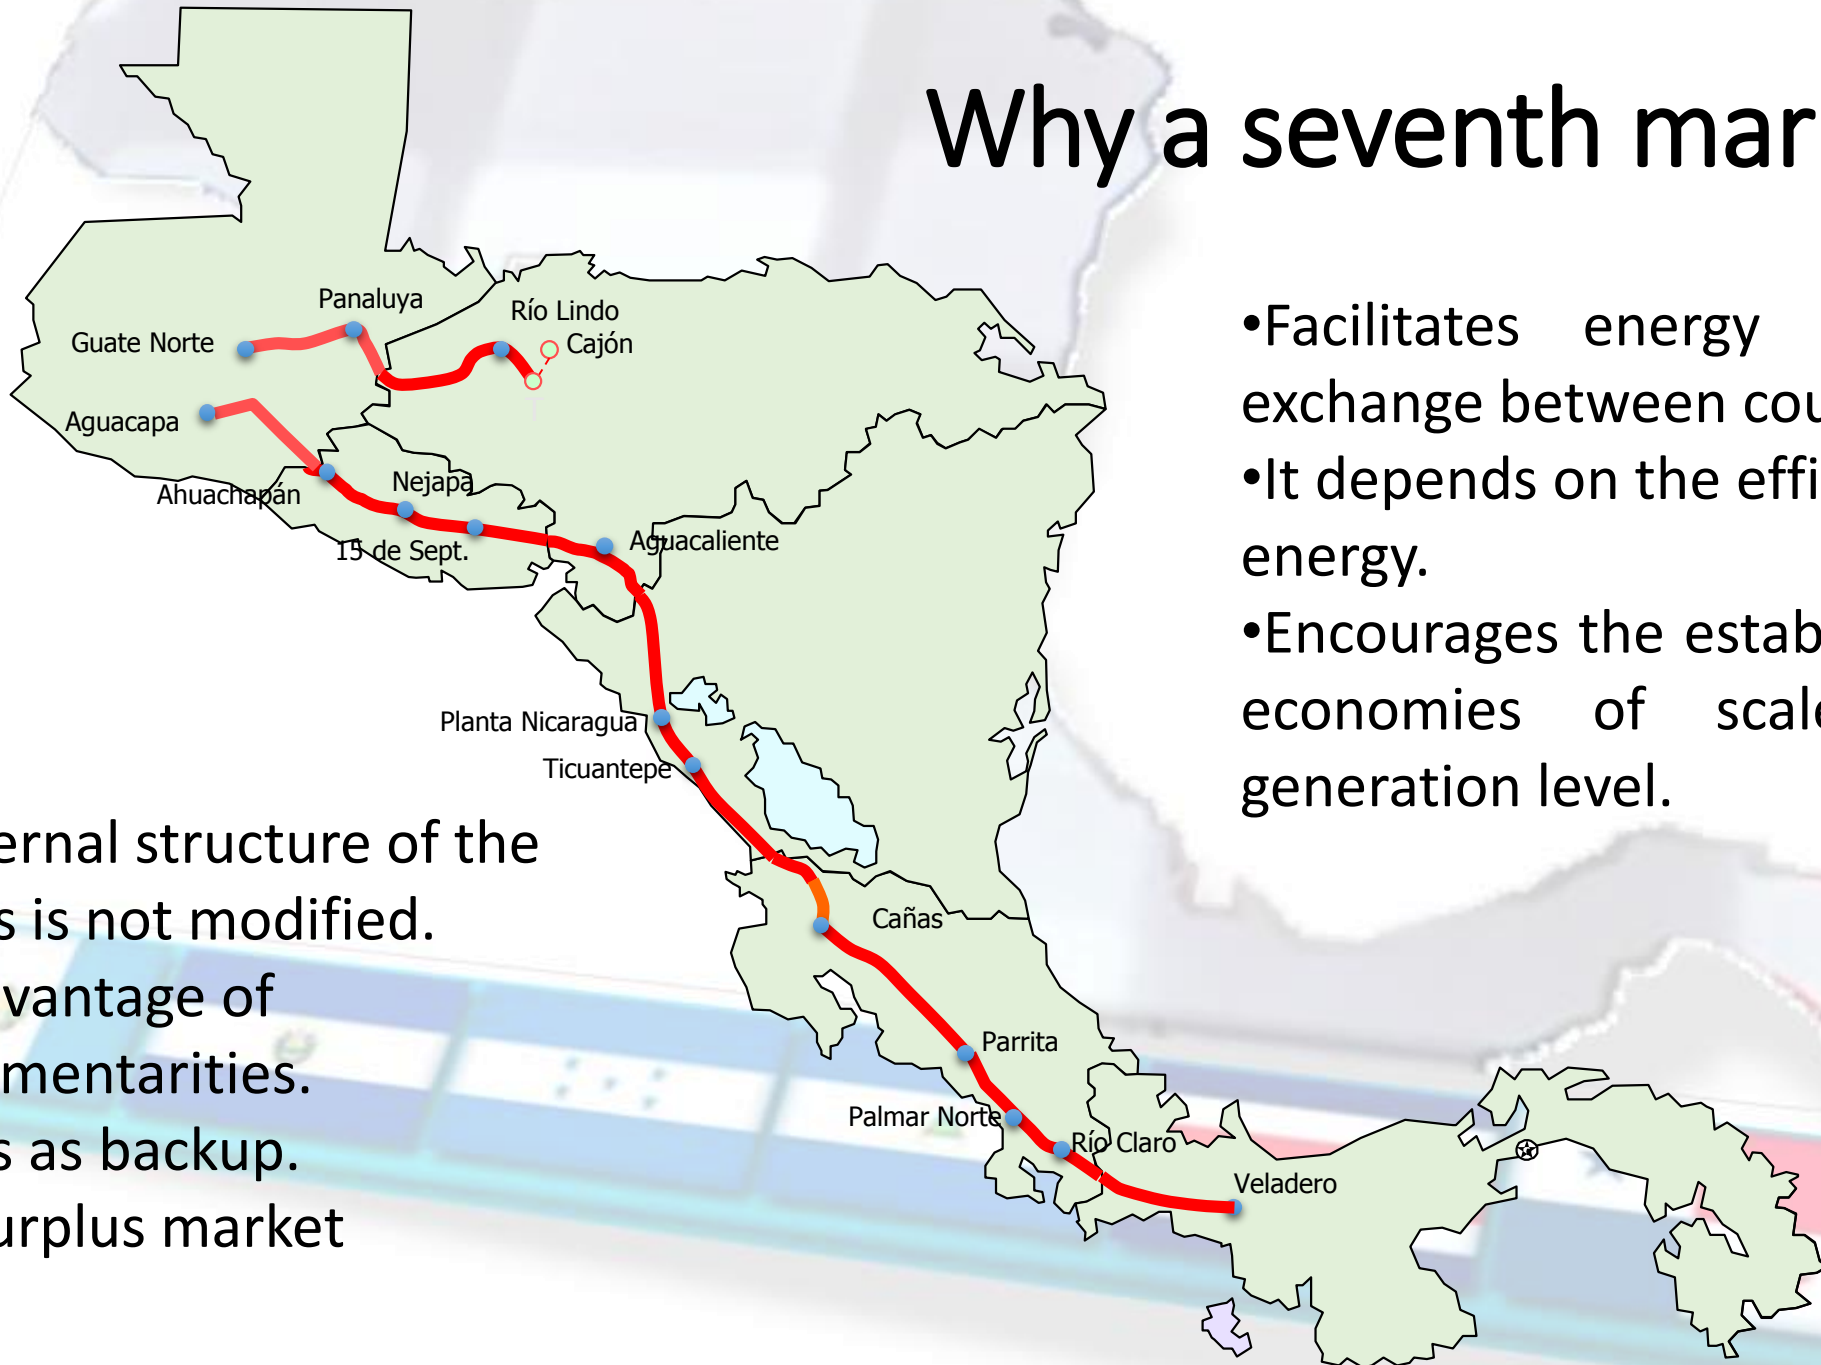 Why a seventh mar
Panaluya
Río Lindo
Guate Norte
Cajón
Aguacapa
Ahuachapán
Nejapa
15 de Sept.
Aguacaliente
Planta Nicaragua
Ticuantepe
Cañas
Parrita
Palmar Norte
Río Claro
Veladero
•Facilitates energy
exchange between cou
•It depends on the effi
energy.
•Encourages the estab
economies of scale
generation level.
ernal structure of the
s is not modified.
vantage of
mentarities.
s as backup.
urplus market